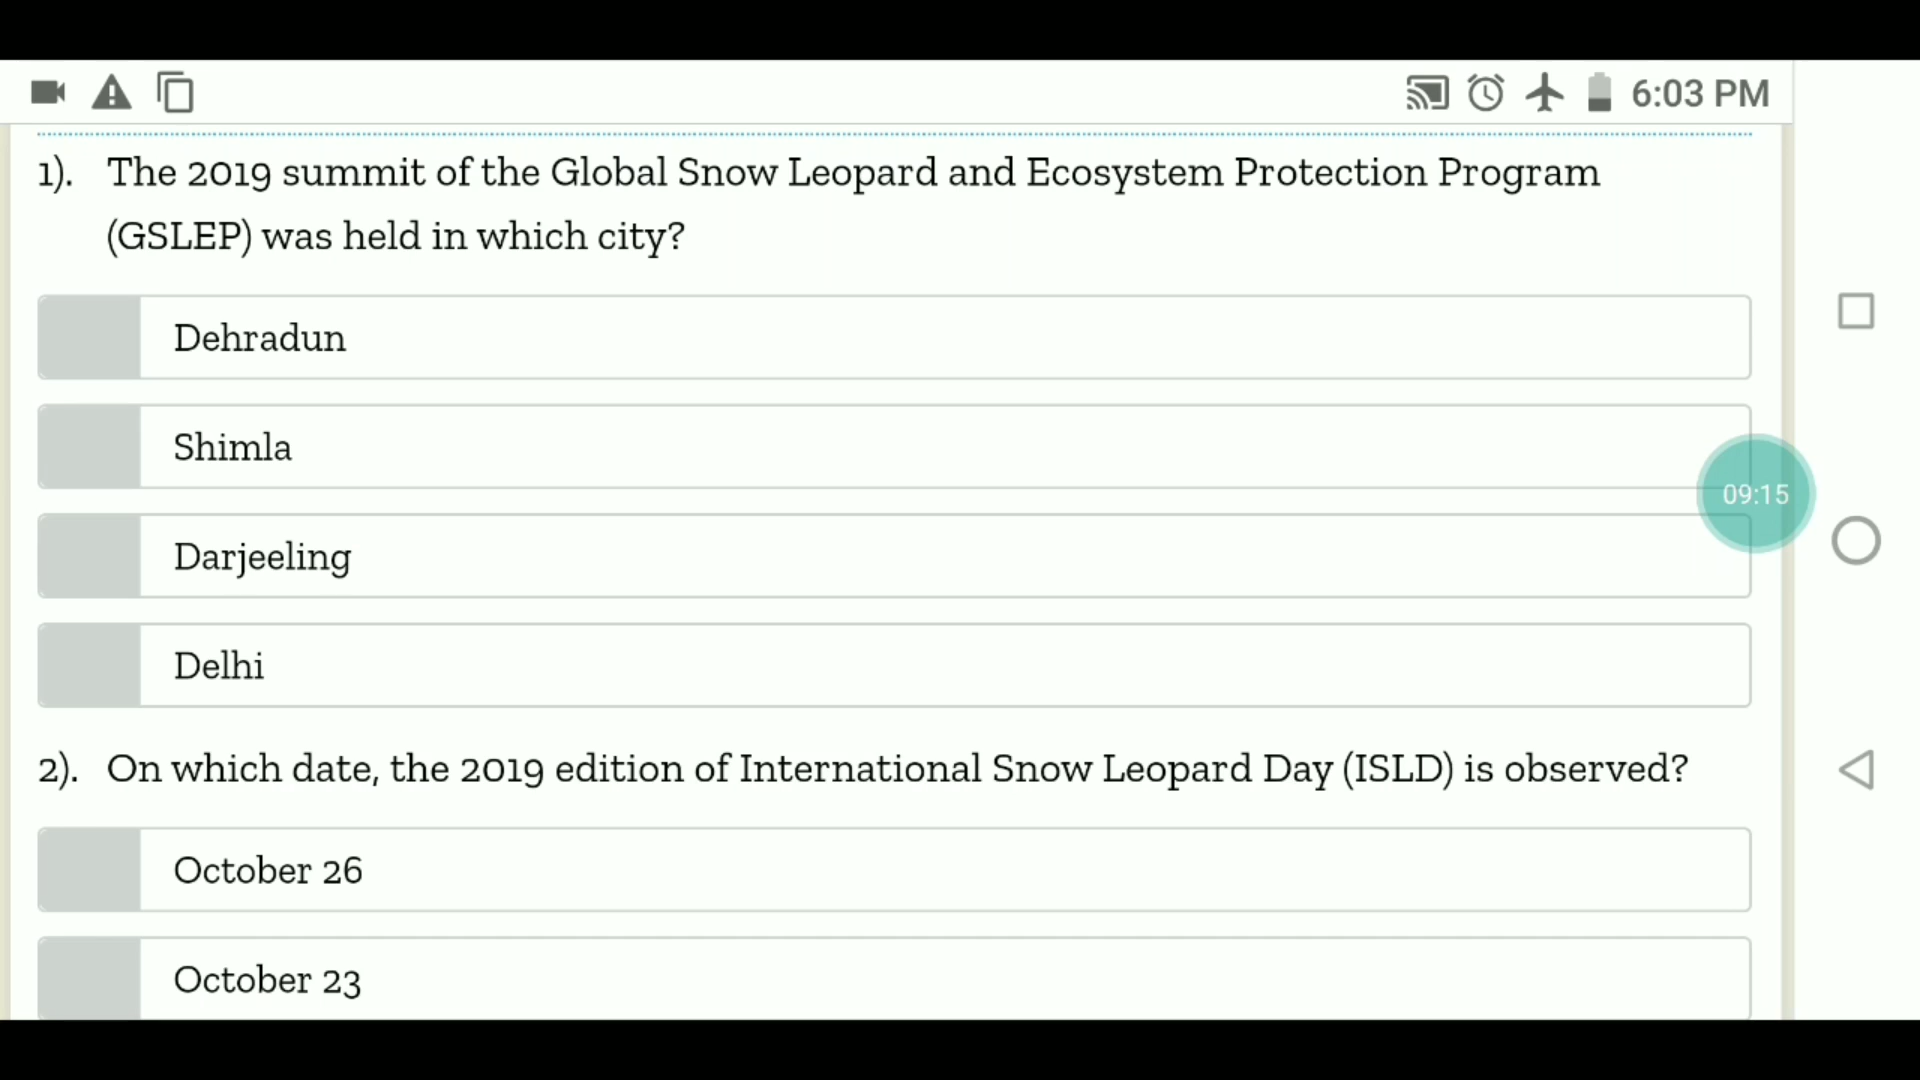 6:03 PM
1). The 2019 summit of the Global Snow Leopard and Ecosystem Protection Program
(GSLEP) was held in which city?
Dehradun
Shimla
09:15
Darjeeling
Delhi
2). On which date, the 2019 edition of International Snow Leopard Day (ISLD) is observed?
October 26
October 23